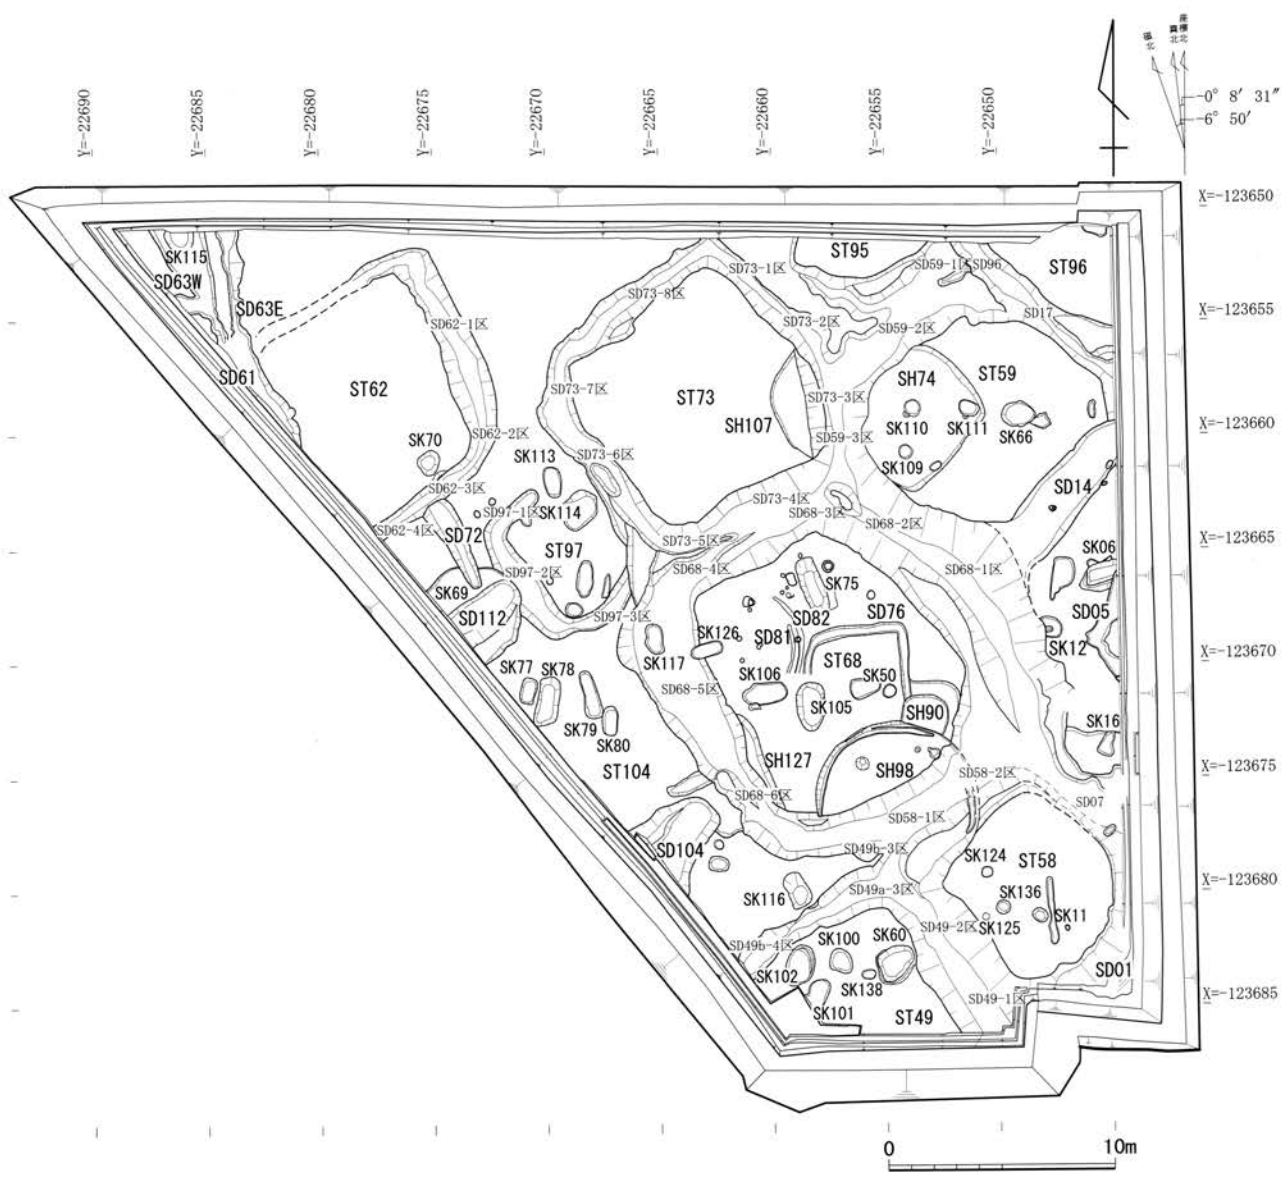 座標北
真北
磁北
-0° 8′ 31″
-6° 50′
Y=-22690
Y=-22685
Y=-22680
Y=-22675
Y=-22670
Y=-22665
Y=-22660
Y=-22655
Y=-22650
X=-123650
X=-123655
X=-123660
X=-123665
X=-123670
X=-123675
X=-123680
X=-123685
SK115
SD63W
SD63E
SD61
ST62
SD62-1区
SD62-2区
SK70
SD62-3区
SD62-4区
SD72
SK69
SD112
SD73-1区
SD73-8区
SD73-2区
SD73-7区
ST73
SH107
SD73-3区
SD73-6区
SD73-4区
SD73-5区
ST95
SD59-1区
SD96
ST96
SD17
SD59-2区
SH74
ST59
SK110
SK111
SK66
SK109
SD59-3区
SD14
SK113
SK114
SD97-1区
ST97
SD97-2区
SD97-3区
SD68-3区
SD68-2区
SD68-4区
SD68-1区
SK06
SD05
SK12
SK16
SK75
SD82
SD76
SD81
SK126
ST68
SK117
SK106
SK50
SK105
SD68-5区
SH90
SH127
SH98
SK77
SK78
SK79
SK80
ST104
SD68-6区
SD58-2区
SD07
SD58-1区
SD104
SD49b-3区
SK124
ST58
SK136
SK11
SK125
SK116
SD49a-3区
SD49-2区
SD49b-4区
SK100
SK60
SK102
SK138
SK101
ST49
SD49-1区
SD01
0
10m